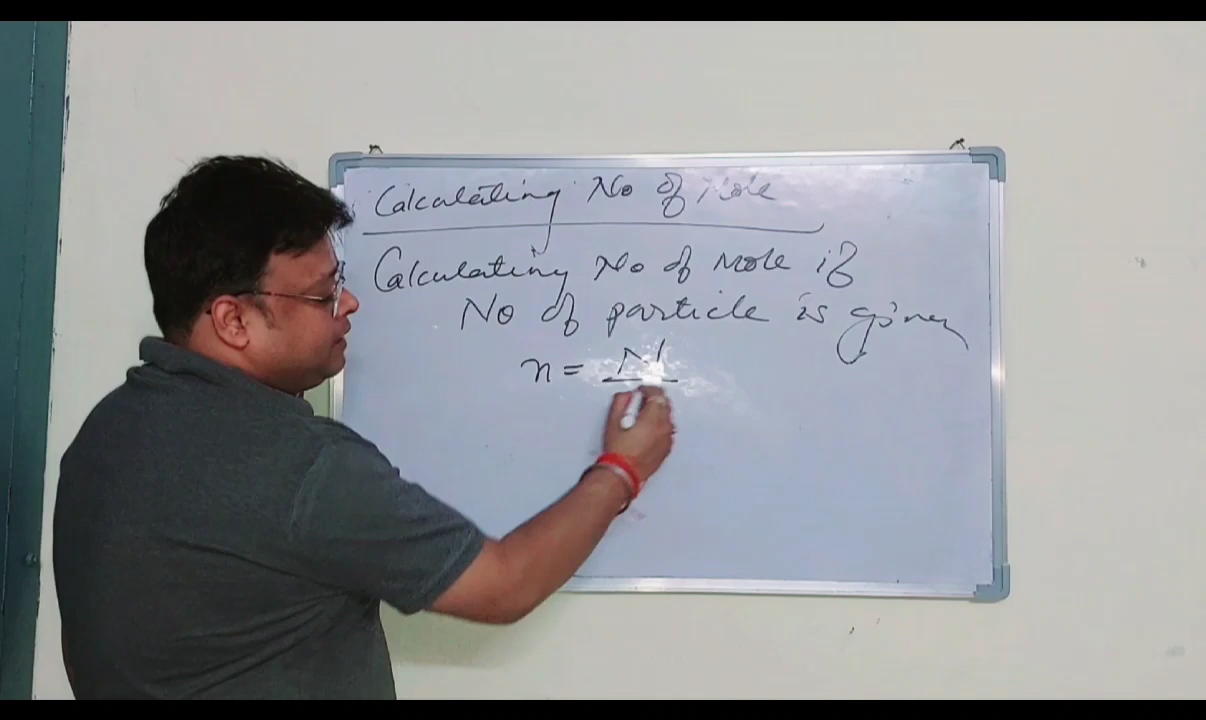 Calculating No of Mole
Calculating No of Mole if
No of particle is given
n = N